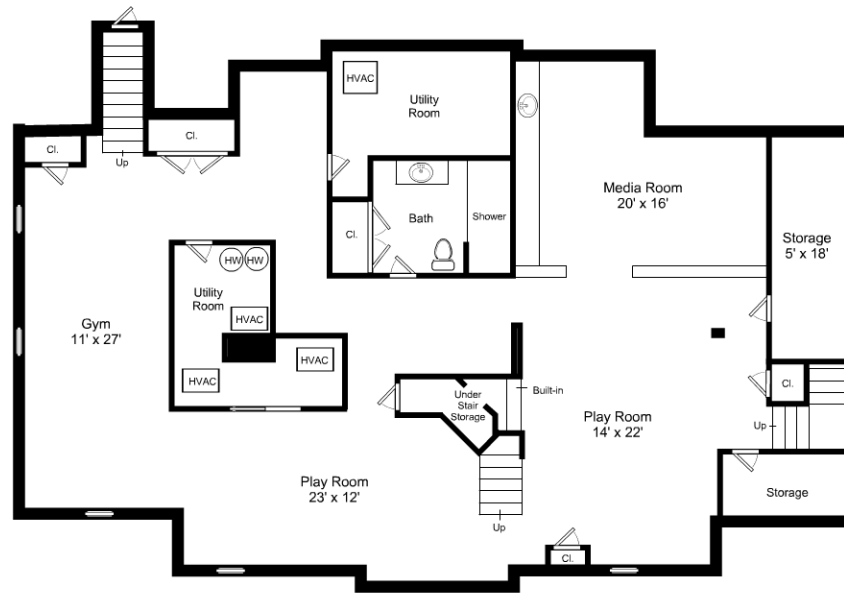 HVAC
Utility
Room
Cl.
Cl.
Up
Media Room
20' x 16'
Bath
Shower
Cl.
Storage
5' x 18'
HW
HW
Utility
Room
HVAC
Gym
11' x 27'
HVAC
HVAC
Under
Stair
Storage
Built-in
Cl.
Play Room
14' x 22'
Up
Play Room
23' x 12'
Storage
Up
Cl.